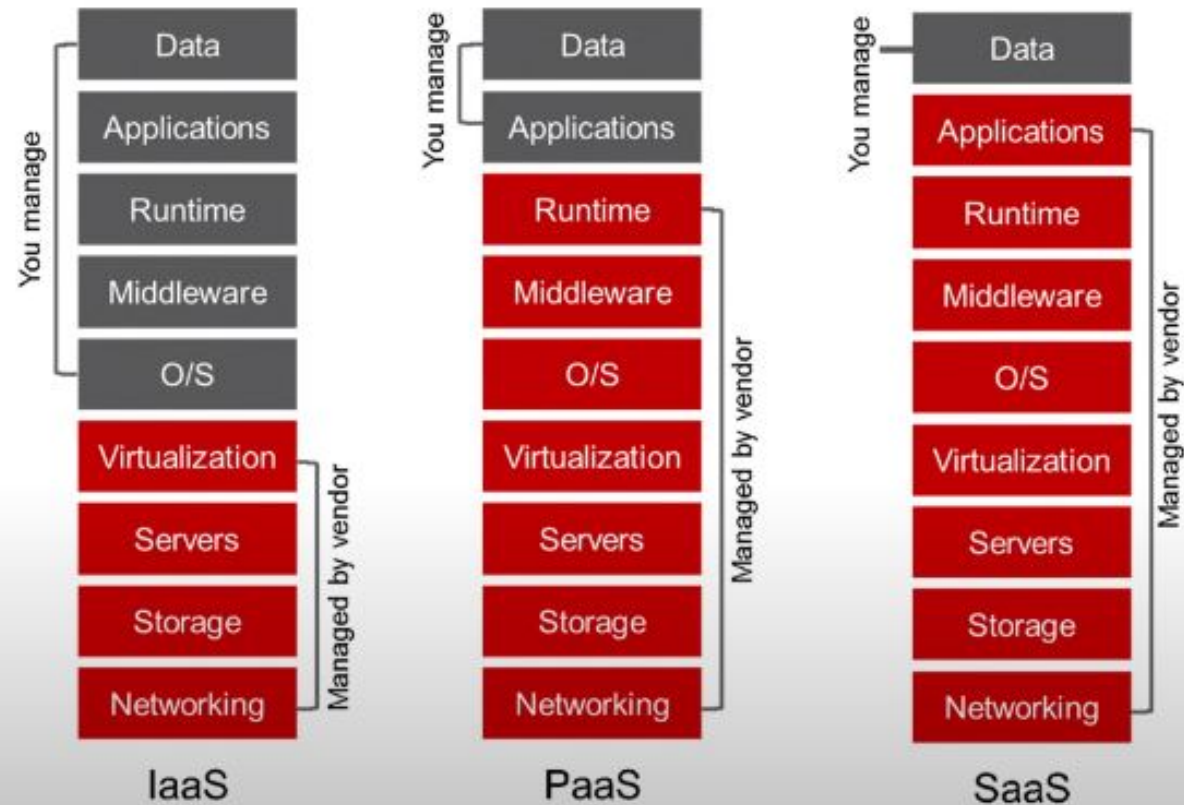 You manage
Data
Applications
Runtime
Middleware
O/S
Virtualization
Servers
Storage
Networking
Managed by vendor
IaaS
You manage
Data
Applications
Runtime
Middleware
O/S
Virtualization
Servers
Storage
Networking
Managed by vendor
PaaS
You manage
Data
Applications
Runtime
Middleware
O/S
Virtualization
Servers
Storage
Networking
Managed by vendor
SaaS